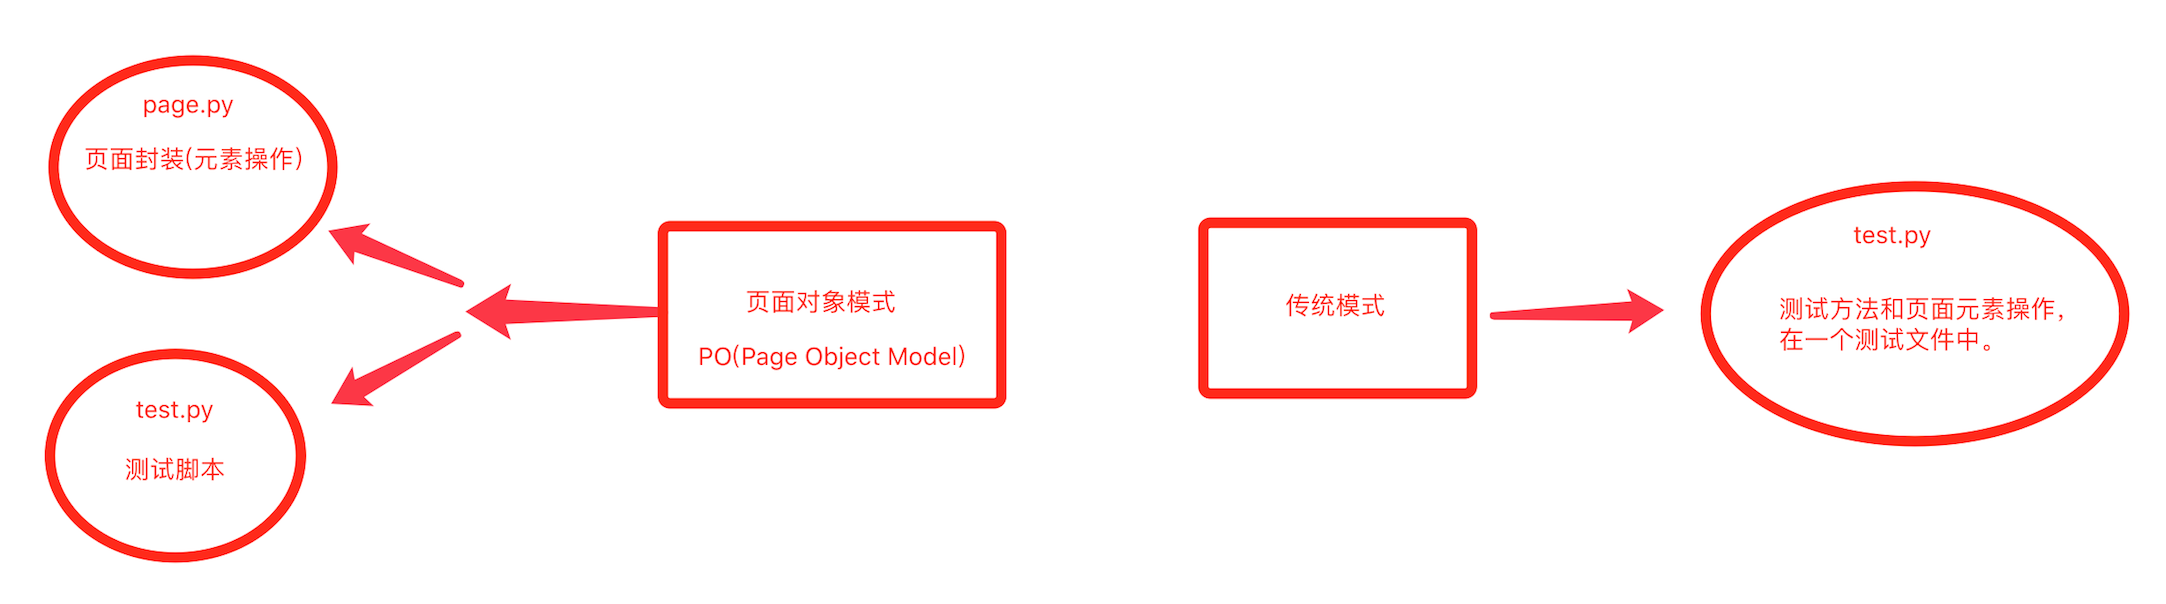 page.py
页面封装(元素操作)
test.py
测试脚本
页面对象模式
PO(Page Object Model)
传统模式
test.py
测试方法和页面元素操作，
在一个测试文件中。